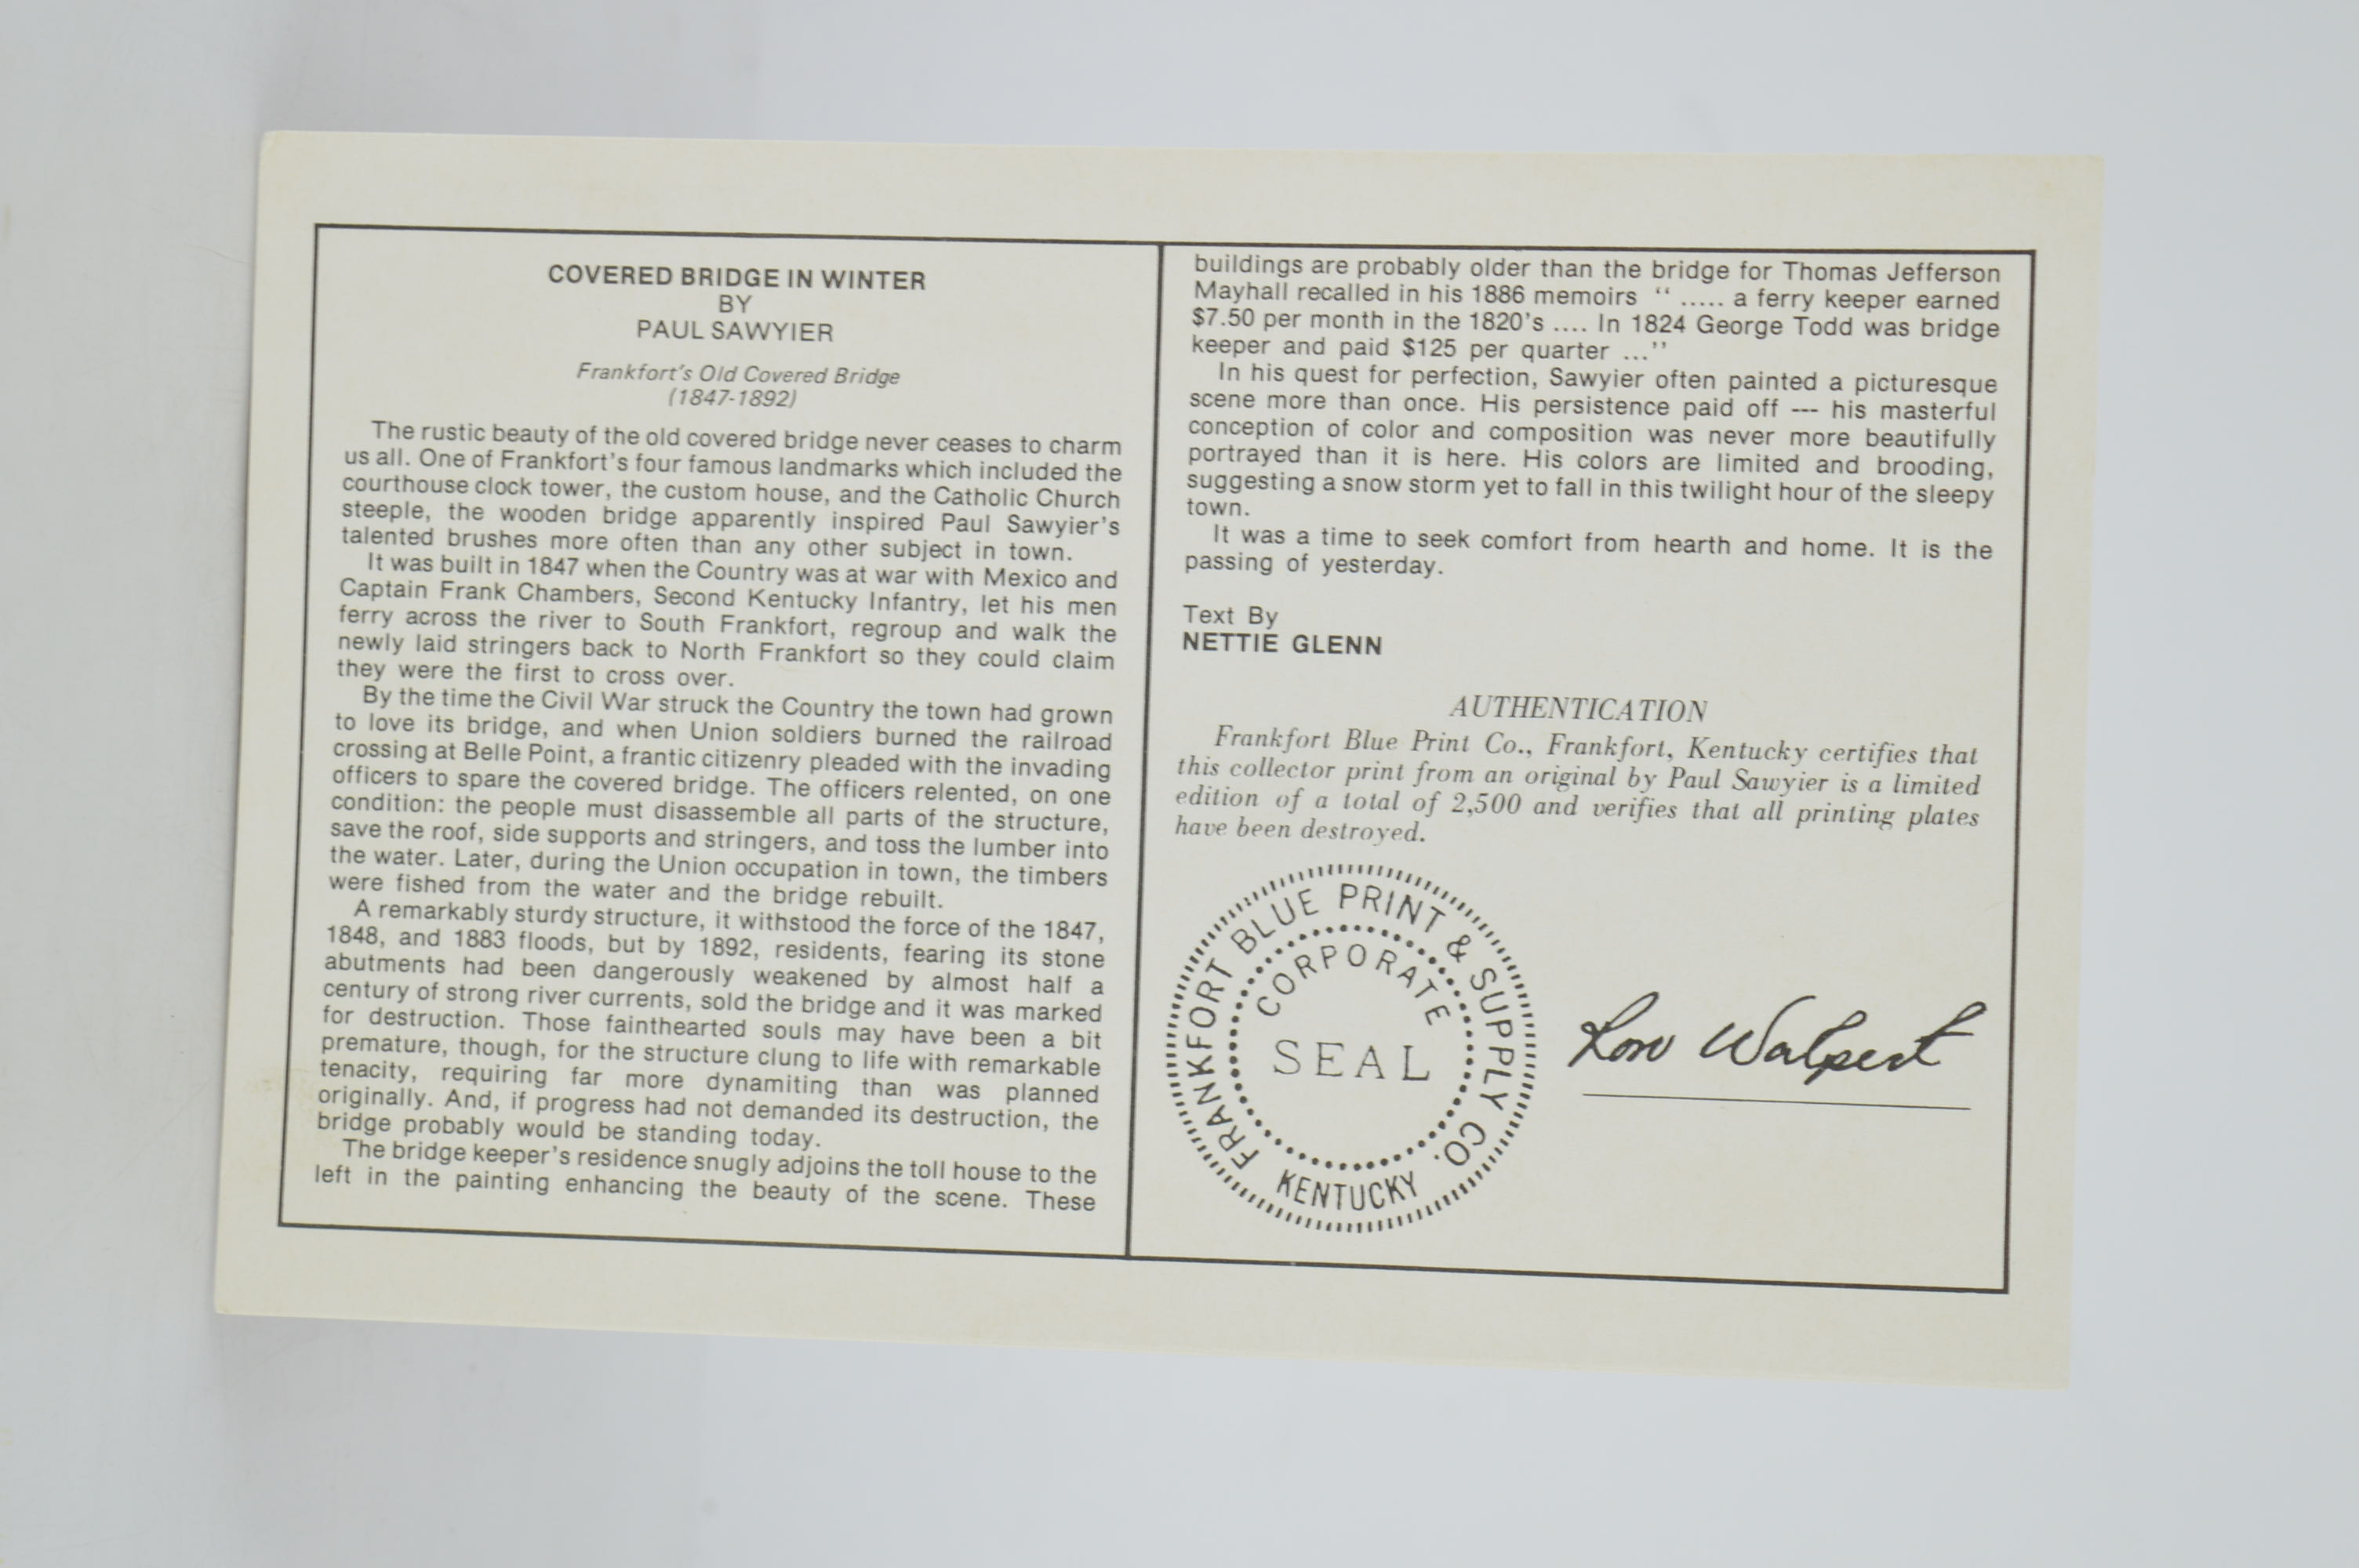 COVERED BRIDGE IN WINTER
BY
PAUL SAWYIER
Frankfort's Old Covered Bridge
(1847-1892)
The rustic beauty of the old covered bridge never ceases to charm
us all. One of Frankfort's four famous landmarks which included the
courthouse clock tower, the custom house, and the Catholic Church
steeple, the wooden bridge apparently inspired Paul Sawyier's
talented brushes more often than any other subject in town.
It was built in 1847 when the Country was at war with Mexico and
Captain Frank Chambers, Second Kentucky Infantry, let his men
ferry across the river to South Frankfort, regroup and walk the
newly laid stringers back to North Frankfort so they could claim
they were the first to cross over.
By the time the Civil War struck the Country the town had grown
to love its bridge, and when Union soldiers burned the railroad
crossing at Belle Point, a frantic citizenry pleaded with the invading
officers to spare the covered bridge. The officers relented, on one
condition: the people must disassemble all parts of the structure,
save the roof, side supports and stringers, and toss the lumber into
the water. Later, during the Union occupation in town, the timbers
were fished from the water and the bridge rebuilt.
A remarkably sturdy structure, it withstood the force of the 1847,
1848, and 1883 floods, but by 1892, residents, fearing its stone
abutments had been dangerously weakened by almost half a
century of strong river currents, sold the bridge and it was marked
for destruction. Those fainthearted souls may have been a bit
premature, though, for the structure clung to life with remarkable
tenacity, requiring far more dynamiting than was planned
originally. And, if progress had not demanded its destruction, the
bridge probably would be standing today.
The bridge keeper's residence snugly adjoins the toll house to the
left in the painting enhancing the beauty of the scene. These
buildings are probably older than the bridge for Thomas Jefferson
Mayhall recalled in his 1886 memoirs " ..... a ferry keeper earned
$7.50 per month in the 1820's .... In 1824 George Todd was bridge
keeper and paid $125 per quarter ..."
In his quest for perfection, Sawyier often painted a picturesque
scene more than once. His persistence paid off --- his masterful
conception of color and composition was never more beautifully
portrayed than it is here. His colors are limited and brooding,
suggesting a snow storm yet to fall in this twilight hour of the sleepy
town.
It was a time to seek comfort from hearth and home. It is the
passing of yesterday.
Text By
NETTIE GLENN
AUTHENTICATION
Frankfort Blue Print Co., Frankfort, Kentucky certifies that
this collector print from an original by Paul Sawyier is a limited
edition of a total of 2,500 and verifies that all printing plates
have been destroyed.
FRANKFORT BLUE PRINT & SUPPLY CO.
KENTUCKY
CORPORATE
SEAL
Walpert